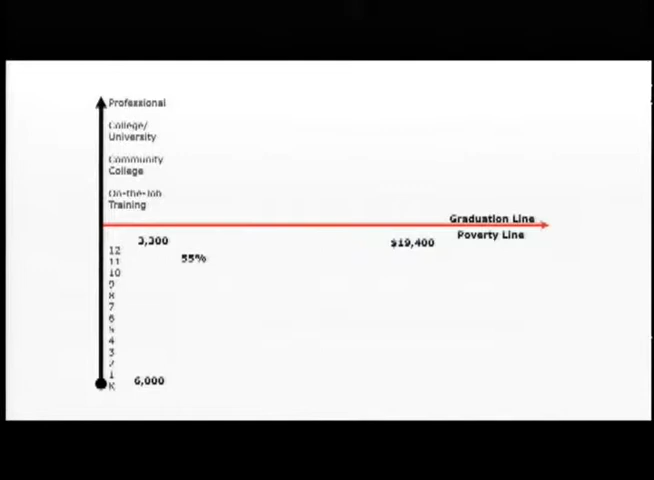 Professional
College/
University
Community
College
On-the-Job
Training
Graduation Line
Poverty Line
3,300
$19,400
12
55%
11
10
9
8
7
6
5
4
3
2
1
K
6,000